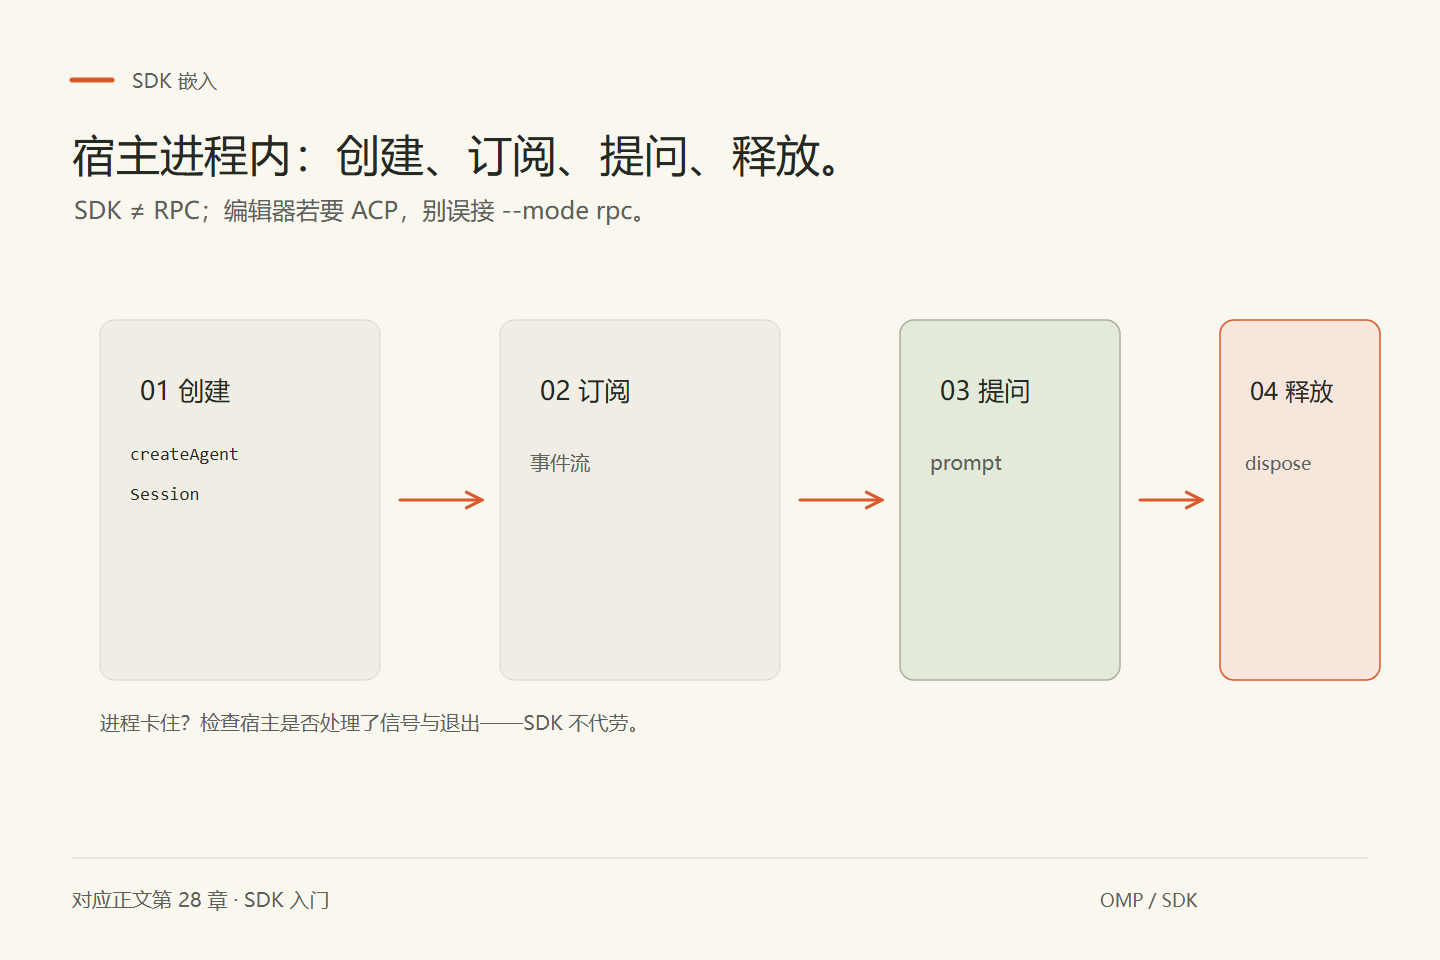 SDK 嵌入
宿主进程内：创建、订阅、提问、释放。
SDK ≠ RPC；编辑器若要 ACP，别误接 --mode rpc。
01 创建
createAgent
Session
02 订阅
事件流
03 提问
prompt
04 释放
dispose
进程卡住？检查宿主是否处理了信号与退出——SDK 不代劳。
对应正文第 28 章 · SDK 入门
OMP / SDK